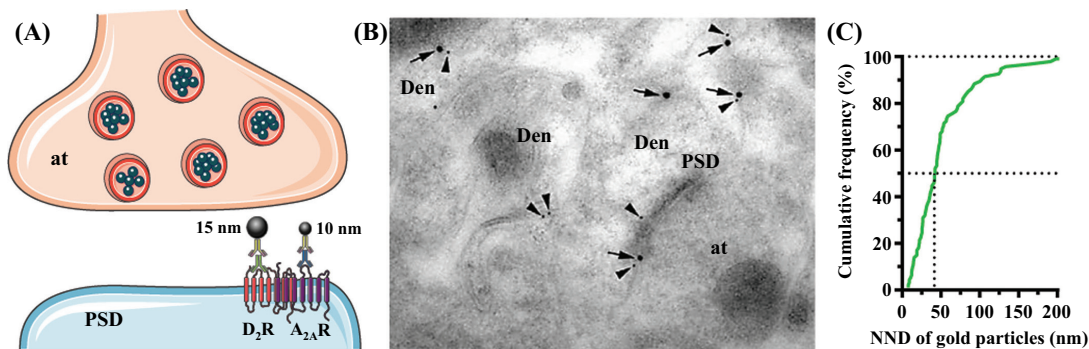 (A)
at
15 nm
10 nm
PSD
D2R
A2AR
(B)
Den
Den
Den
PSD
at
(C)
Cumulative frequency (%)
100
80
60
40
20
0
0 50 100 150 200
NND of gold particles (nm)